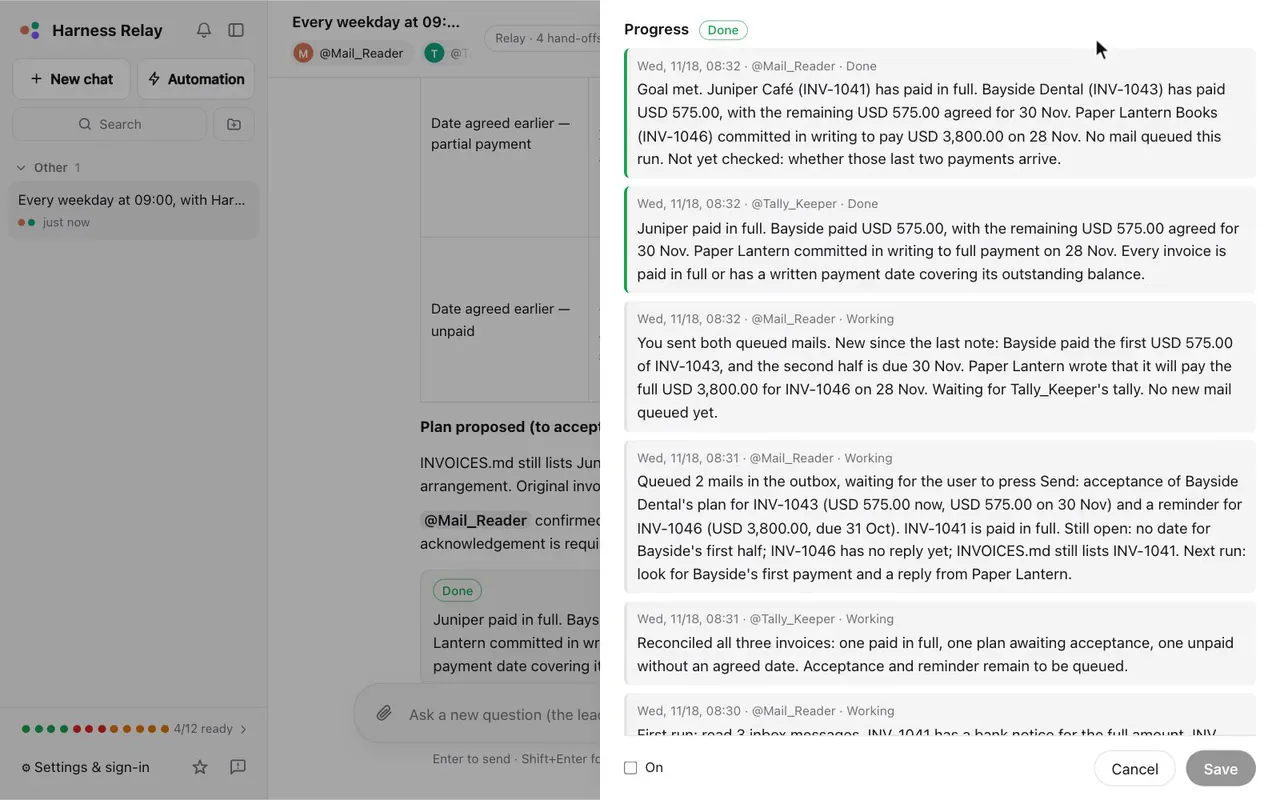 Harness Relay
+ New chat
Automation
Search
Other 1
Every weekday at 09:00, with Har...
just now
4/12 ready
Settings & sign-in
Every weekday at 09:...
M @Mail_Reader
T @T
Relay · 4 hand-offs
Date agreed earlier —
partial payment
Date agreed earlier —
unpaid
Plan proposed (to accept
INVOICES.md still lists Jun
arrangement. Original invo
@Mail_Reader confirmed
acknowledgement is requi
Done
Juniper paid in full. Bays
Lantern committed in wr
payment date covering it
Ask a new question (the lea
Enter to send · Shift+Enter fo
Progress Done
Wed, 11/18, 08:32 · @Mail_Reader · Done
Goal met. Juniper Café (INV-1041) has paid in full. Bayside Dental (INV-1043) has paid
USD 575.00, with the remaining USD 575.00 agreed for 30 Nov. Paper Lantern Books
(INV-1046) committed in writing to pay USD 3,800.00 on 28 Nov. No mail queued this
run. Not yet checked: whether those last two payments arrive.
Wed, 11/18, 08:32 · @Tally_Keeper · Done
Juniper paid in full. Bayside paid USD 575.00, with the remaining USD 575.00 agreed for
30 Nov. Paper Lantern committed in writing to full payment on 28 Nov. Every invoice is
paid in full or has a written payment date covering its outstanding balance.
Wed, 11/18, 08:32 · @Mail_Reader · Working
You sent both queued mails. New since the last note: Bayside paid the first USD 575.00
of INV-1043, and the second half is due 30 Nov. Paper Lantern wrote that it will pay the
full USD 3,800.00 for INV-1046 on 28 Nov. Waiting for Tally_Keeper's tally. No new mail
queued yet.
Wed, 11/18, 08:31 · @Mail_Reader · Working
Queued 2 mails in the outbox, waiting for the user to press Send: acceptance of Bayside
Dental's plan for INV-1043 (USD 575.00 now, USD 575.00 on 30 Nov) and a reminder for
INV-1046 (USD 3,800.00, due 31 Oct). INV-1041 is paid in full. Still open: no date for
Bayside's first half; INV-1046 has no reply yet; INVOICES.md still lists INV-1041. Next run:
look for Bayside's first payment and a reply from Paper Lantern.
Wed, 11/18, 08:31 · @Tally_Keeper · Working
Reconciled all three invoices: one paid in full, one plan awaiting acceptance, one unpaid
without an agreed date. Acceptance and reminder remain to be queued.
Wed, 11/18, 08:30 · @Mail_Reader · Working
First run: read 3 inbox messages. INV-1041 has a bank notice for the full amount. INV
On
Cancel
Save